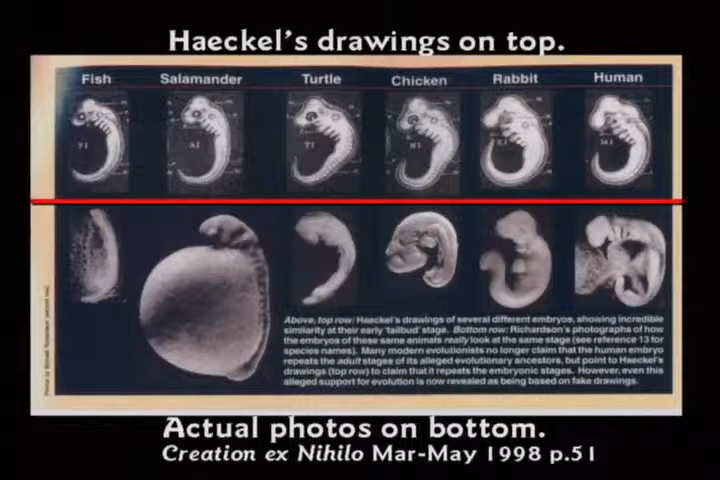 Haeckel's drawings on top.
Fish Salamander Turtle Chicken Rabbit Human
Above, top row: Haeckel's drawings of several different embryos, showing incredible
similarity at their early 'tailbud' stage. Bottom row: Richardson's photographs of how
the embryos of these same animals really look at the same stage (see reference 13 for
species names). Many modern evolutionists no longer claim that the human embryo
repeats the adult stages of its alleged evolutionary ancestors, but point to Haeckel's
drawings (top row) to claim that it repeats the embryonic stages. However, even this
alleged support for evolution is now revealed as being based on fake drawings.
Actual photos on bottom.
Creation ex Nihilo Mar-May 1998 p.51